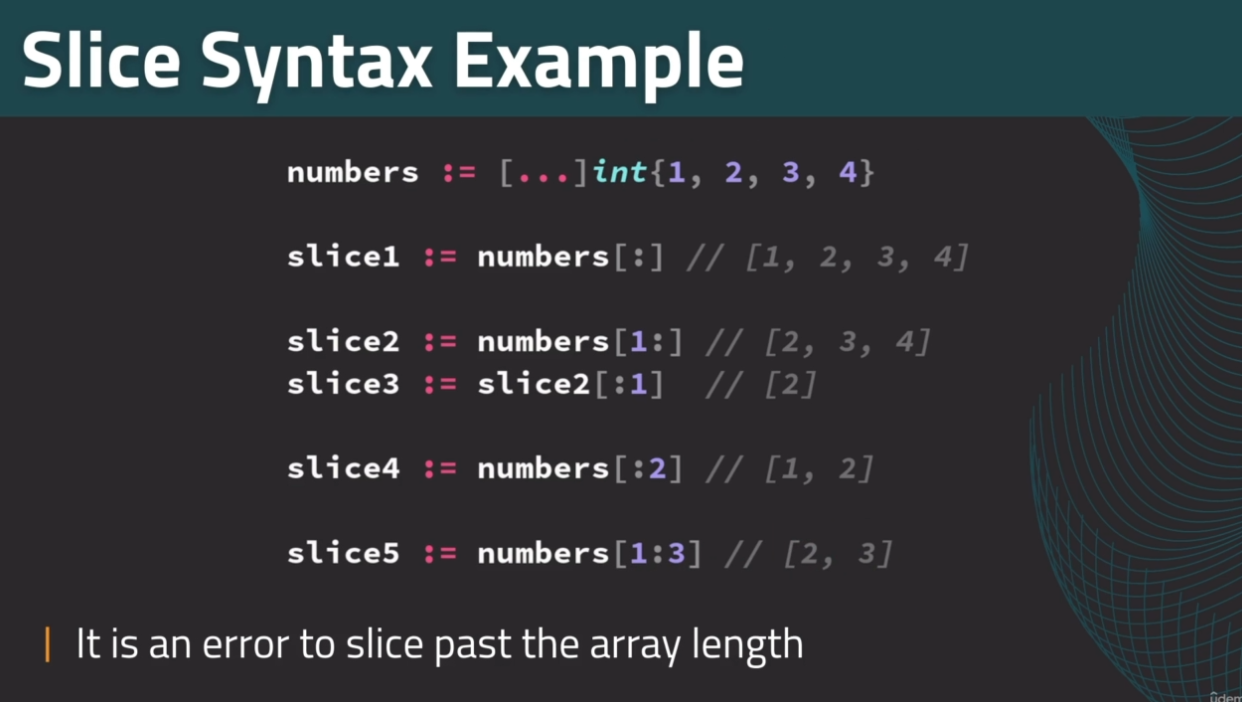 Slice Syntax Example
numbers := [...]int{1, 2, 3, 4}
slice1 := numbers[:] // [1, 2, 3, 4]
slice2 := numbers[1:] // [2, 3, 4]
slice3 := slice2[:1]  // [2]
slice4 := numbers[:2] // [1, 2]
slice5 := numbers[1:3] // [2, 3]
It is an error to slice past the array length